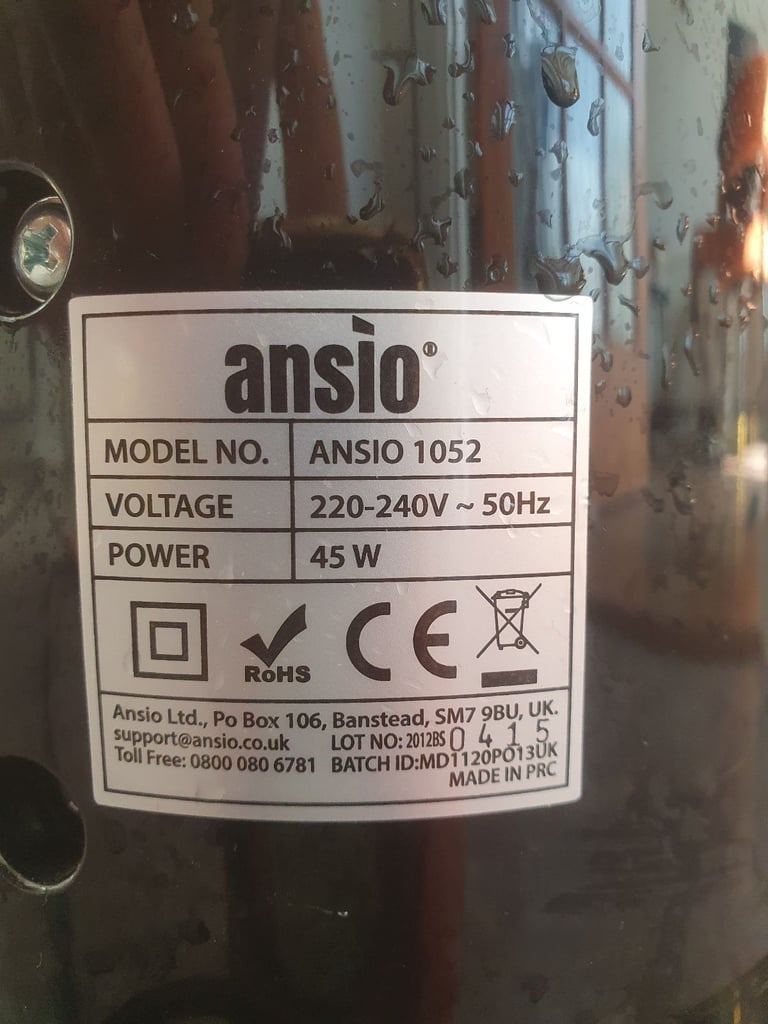 ansìo®
MODEL NO. ANSIO 1052
VOLTAGE 220-240V ~ 50Hz
POWER 45 W
RoHS CE
Ansio Ltd., Po Box 106, Banstead, SM7 9BU, UK.
support@ansio.co.uk LOT NO: 2012BS 0 4 1 5
Toll Free: 0800 080 6781 BATCH ID:MD1120PO13UK
MADE IN PRC